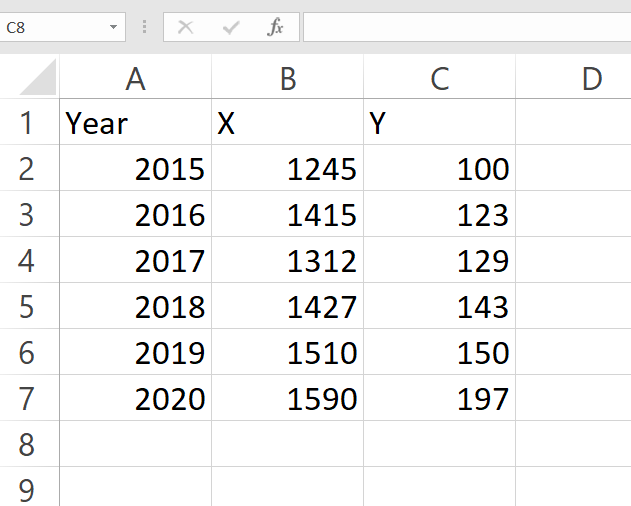 C8 fx
A B C D
1 Year X Y
2 2015 1245 100
3 2016 1415 123
4 2017 1312 129
5 2018 1427 143
6 2019 1510 150
7 2020 1590 197
8
9